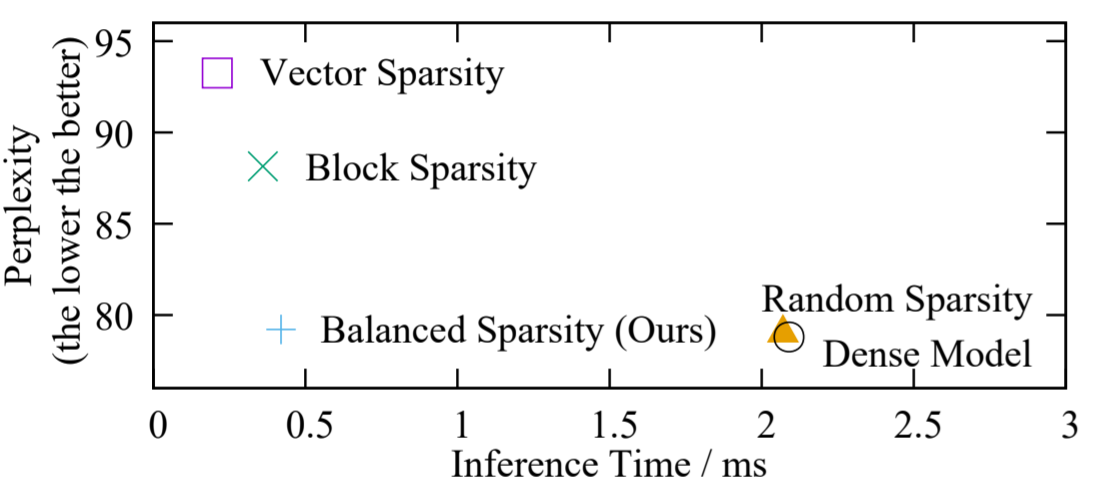 Perplexity
(the lower the better)
95
90
85
80
Vector Sparsity
Block Sparsity
Balanced Sparsity (Ours)
Random Sparsity
Dense Model
0 0.5 1 1.5 2 2.5 3
Inference Time / ms